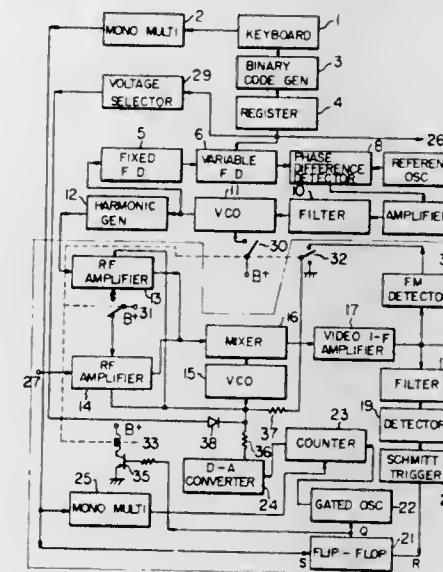 2
MONO MULTI
1
KEYBOARD
3
BINARY CODE GEN
29
VOLTAGE SELECTOR
4
REGISTER
26
5
FIXED F D
6
VARIABLE F D
8
PHASE DIFFERENCE DETECTOR
OSC
12
HARMONIC GEN
11
VCO
10
FILTER
AMPLIFIER
30
B+
32
RF AMPLIFIER
13
31
B+
FM
16
MIXER
17
VIDEO I-F AMPLIFIER
27
RF AMPLIFIER
14
15
VCO
FILTER
37
38
36
23
COUNTER
19
DETECTOR
B+
33
35
D-A CONVERTER
24
SCHMITT TRIGGER
25
MONO MULTI
GATED OSC
22
Q
21
S
FLIP-FLOP
R